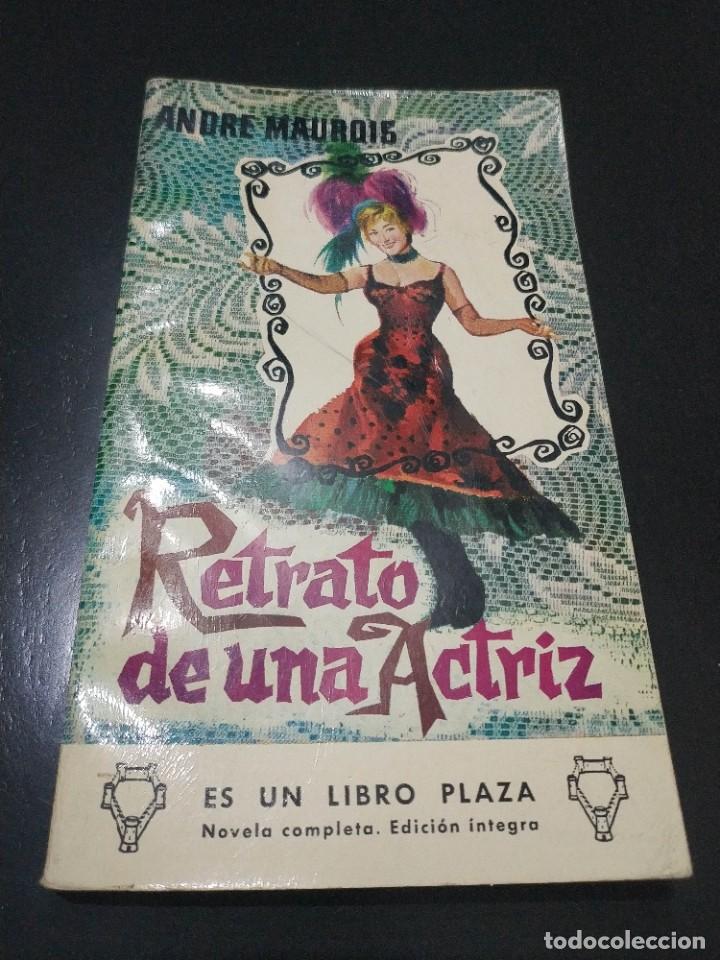 ANDRE MAUROIS
Retrato
de una Actriz
ES UN LIBRO PLAZA
Novela completa. Edición íntegra
todocoleccion